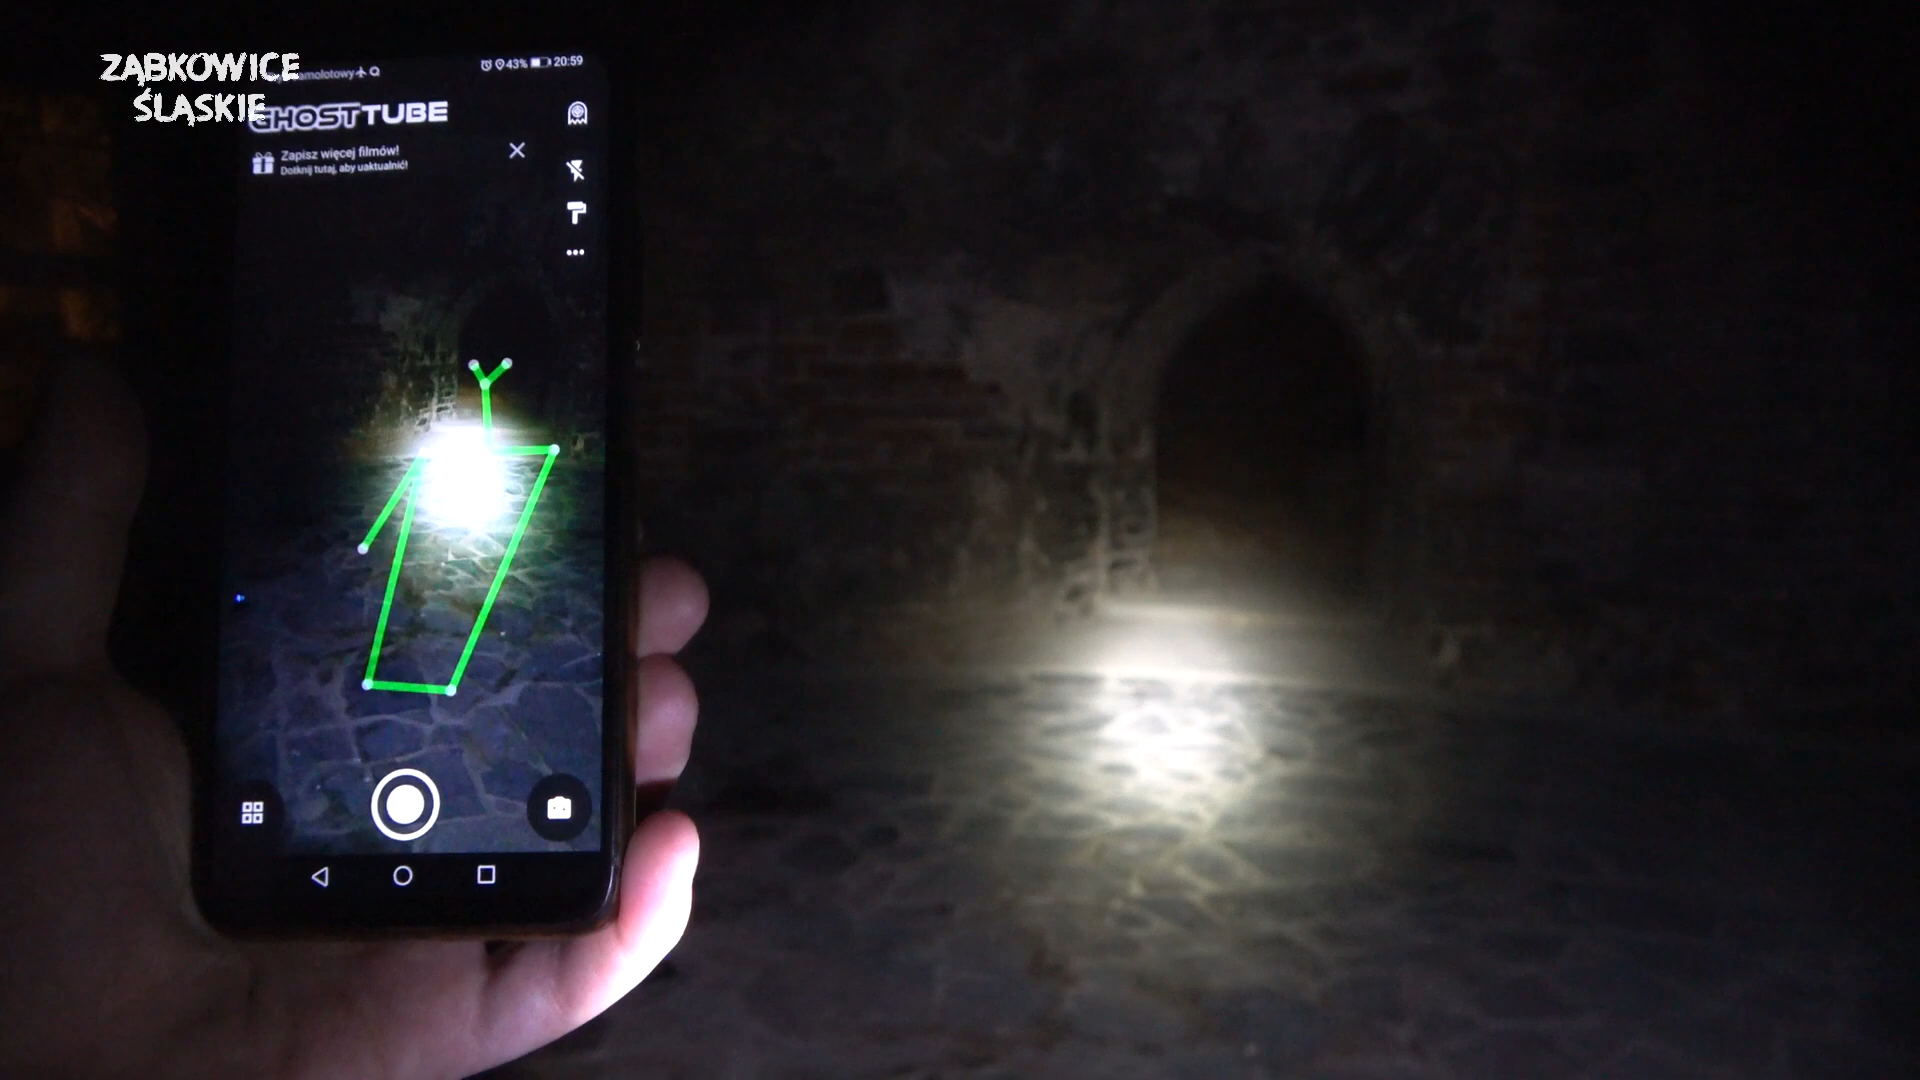 ZĄBKOWICE
ŚLĄSKIE
43% 20:59
GHOSTTUBE
Zapisz więcej filmów!
Dotknij tutaj, aby uaktualnić!